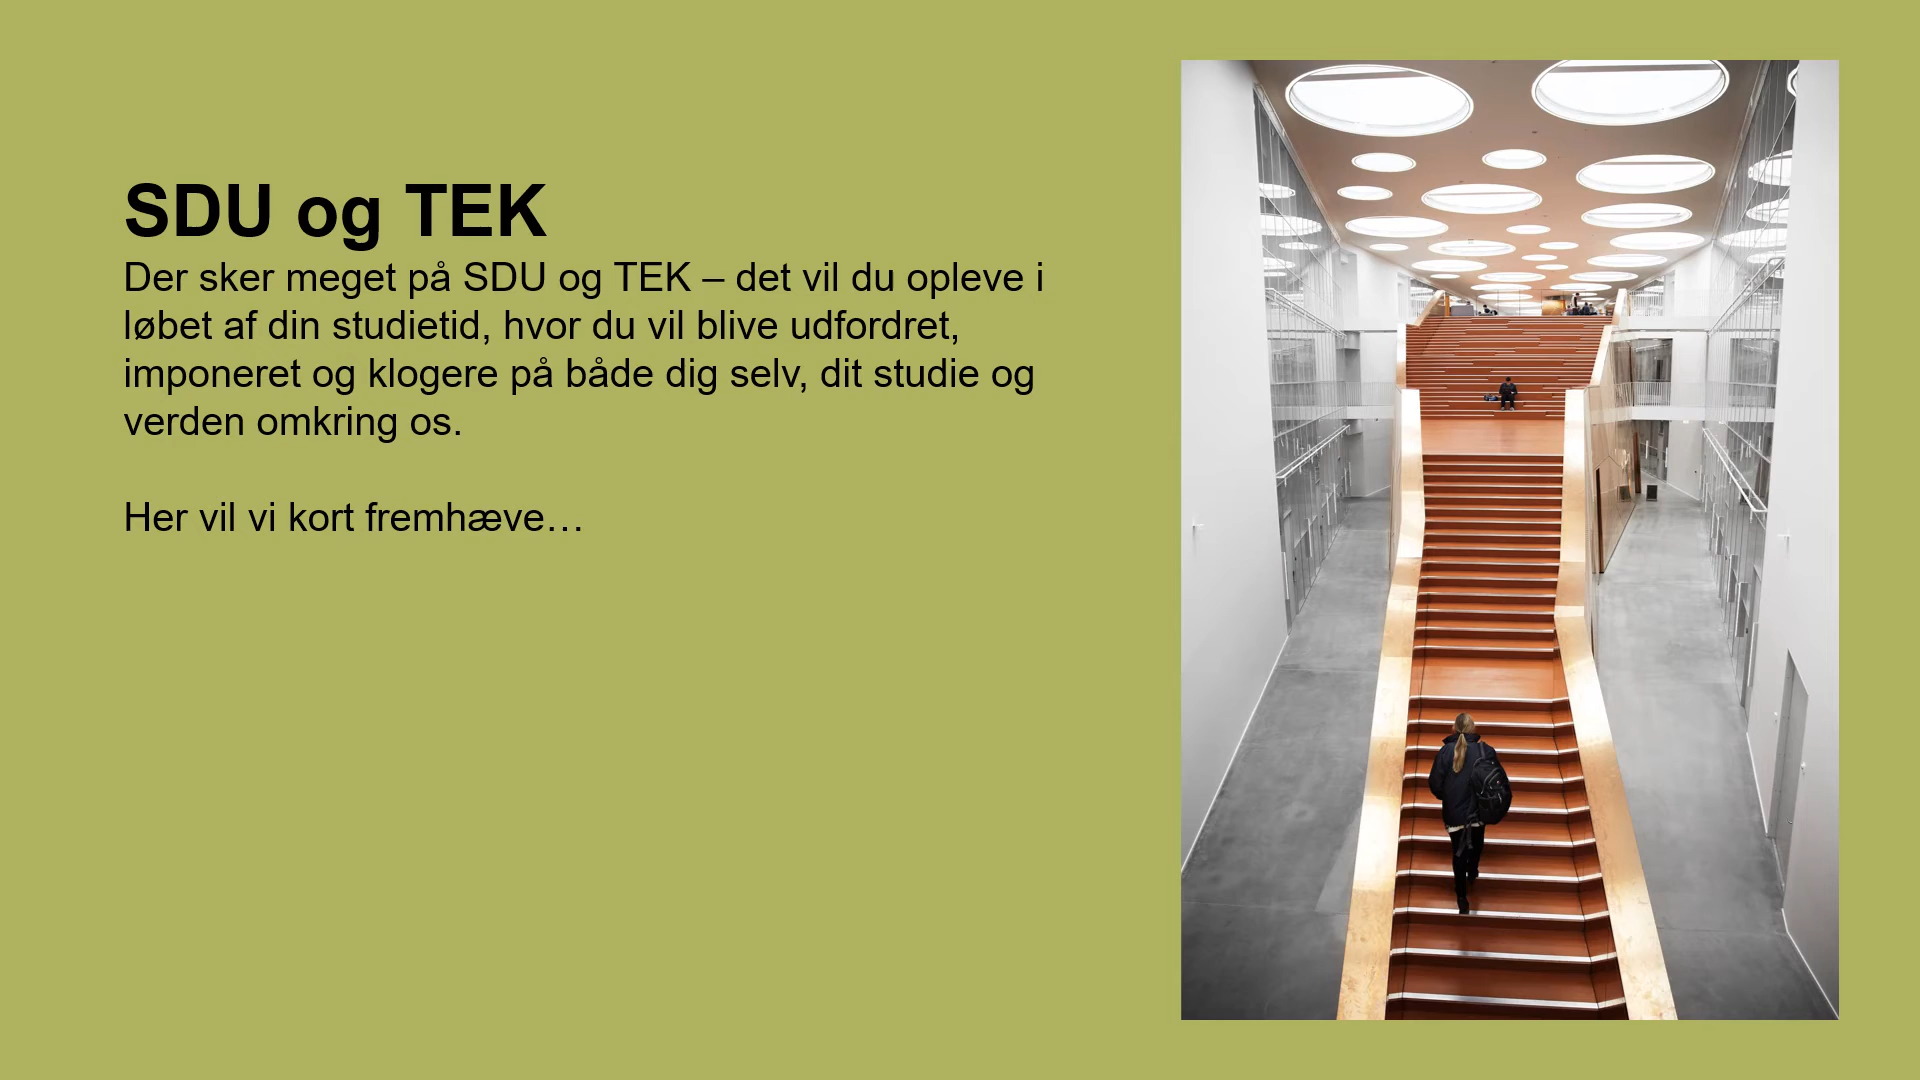 SDU og TEK
Der sker meget på SDU og TEK – det vil du opleve i
løbet af din studietid, hvor du vil blive udfordret,
imponeret og klogere på både dig selv, dit studie og
verden omkring os.
Her vil vi kort fremhæve…